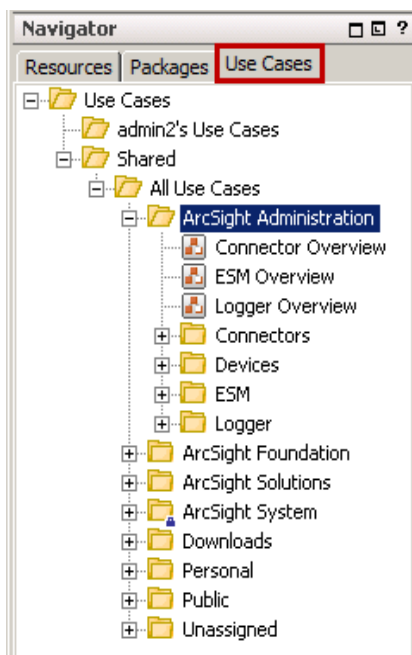 Navigator ?
Resources Packages Use Cases
Use Cases
admin2's Use Cases
Shared
All Use Cases
ArcSight Administration
Connector Overview
ESM Overview
Logger Overview
Connectors
Devices
ESM
Logger
ArcSight Foundation
ArcSight Solutions
ArcSight System
Downloads
Personal
Public
Unassigned